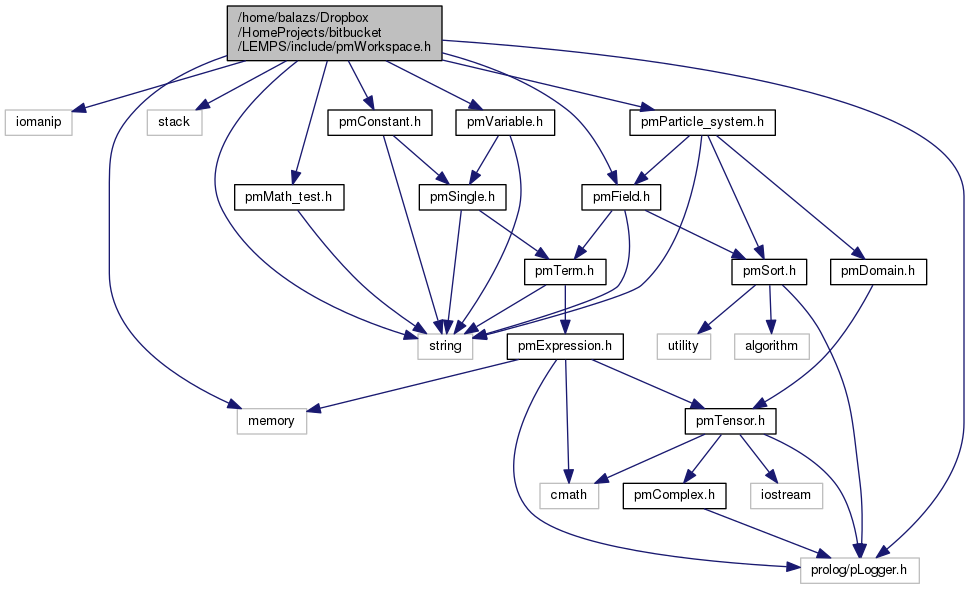 /home/balazs/Dropbox
/HomeProjects/bitbucket
/LEMPS/include/pmWorkspace.h
iomanip
stack
pmConstant.h
pmVariable.h
pmParticle_system.h
pmMath_test.h
pmSingle.h
pmField.h
pmTerm.h
pmSort.h
pmDomain.h
string
pmExpression.h
utility
algorithm
memory
pmTensor.h
cmath
pmComplex.h
iostream
prolog/pLogger.h